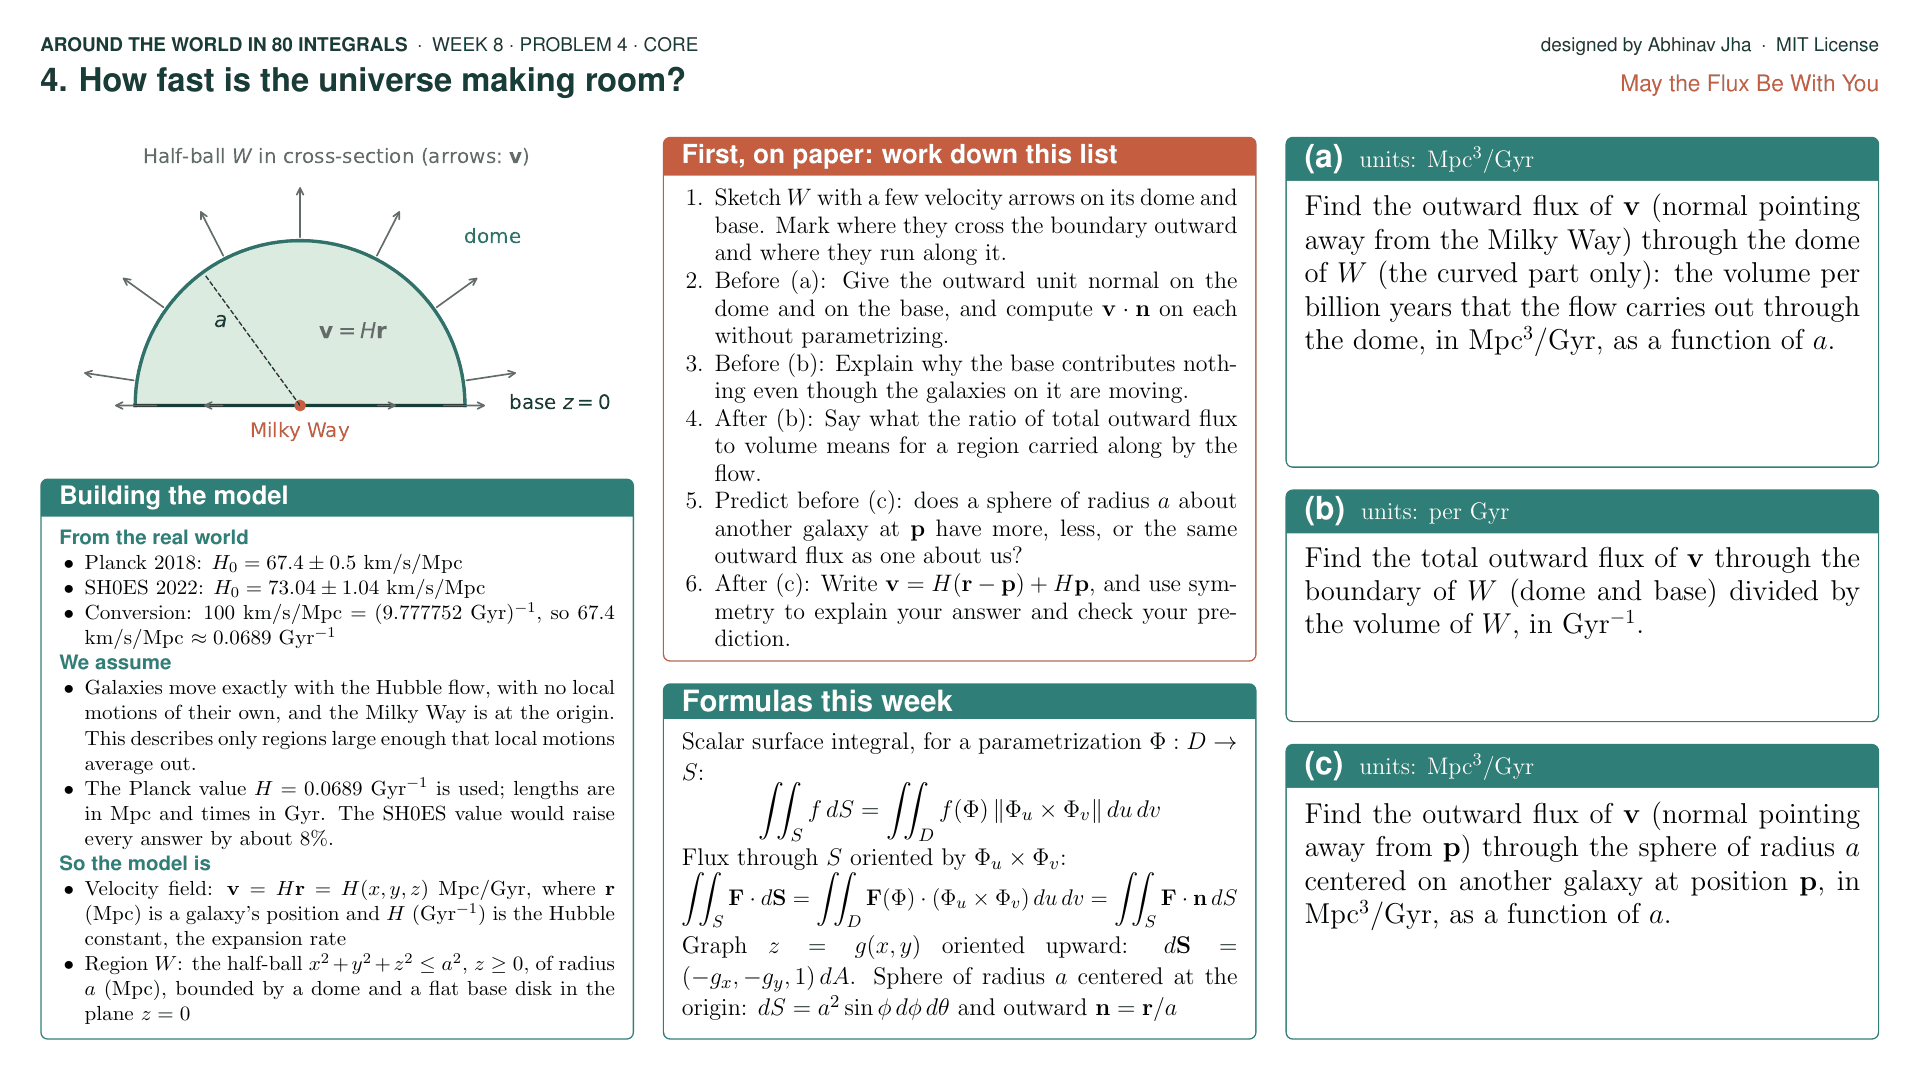 AROUND THE WORLD IN 80 INTEGRALS · WEEK 8 · PROBLEM 4 · CORE
4. How fast is the universe making room?
designed by Abhinav Jha · MIT License
May the Flux Be With You
Half-ball W in cross-section (arrows: v)
dome
a
v = Hr
base z = 0
Milky Way
Building the model
From the real world
• Planck 2018: H₀ = 67.4 ± 0.5 km/s/Mpc
• SH0ES 2022: H₀ = 73.04 ± 1.04 km/s/Mpc
• Conversion: 100 km/s/Mpc = (9.777752 Gyr)⁻¹, so 67.4
km/s/Mpc ≈ 0.0689 Gyr⁻¹
We assume
• Galaxies move exactly with the Hubble flow, with no local
motions of their own, and the Milky Way is at the origin.
This describes only regions large enough that local motions
average out.
• The Planck value H = 0.0689 Gyr⁻¹ is used; lengths are
in Mpc and times in Gyr. The SH0ES value would raise
every answer by about 8%.
So the model is
• Velocity field: v = Hr = H(x, y, z) Mpc/Gyr, where r
(Mpc) is a galaxy's position and H (Gyr⁻¹) is the Hubble
constant, the expansion rate
• Region W: the half-ball x² + y² + z² ≤ a², z ≥ 0, of radius
a (Mpc), bounded by a dome and a flat base disk in the
plane z = 0
First, on paper: work down this list
1. Sketch W with a few velocity arrows on its dome and
base. Mark where they cross the boundary outward
and where they run along it.
2. Before (a): Give the outward unit normal on the
dome and on the base, and compute v · n on each
without parametrizing.
3. Before (b): Explain why the base contributes noth-
ing even though the galaxies on it are moving.
4. After (b): Say what the ratio of total outward flux
to volume means for a region carried along by the
flow.
5. Predict before (c): does a sphere of radius a about
another galaxy at p have more, less, or the same
outward flux as one about us?
6. After (c): Write v = H(r − p) + Hp, and use sym-
metry to explain your answer and check your pre-
diction.
Formulas this week
Scalar surface integral, for a parametrization Φ : D →
S:
∬_S f dS = ∬_D f(Φ) ‖Φᵤ × Φᵥ‖ du dv
Flux through S oriented by Φᵤ × Φᵥ:
∬_S F · dS = ∬_D F(Φ) · (Φᵤ × Φᵥ) du dv = ∬_S F · n dS
Graph z = g(x, y) oriented upward: dS =
(−gₓ, −g_y, 1) dA. Sphere of radius a centered at the
origin: dS = a² sin ϕ dϕ dθ and outward n = r/a
(a) units: Mpc³/Gyr
Find the outward flux of v (normal pointing
away from the Milky Way) through the dome
of W (the curved part only): the volume per
billion years that the flow carries out through
the dome, in Mpc³/Gyr, as a function of a.
(b) units: per Gyr
Find the total outward flux of v through the
boundary of W (dome and base) divided by
the volume of W, in Gyr⁻¹.
(c) units: Mpc³/Gyr
Find the outward flux of v (normal pointing
away from p) through the sphere of radius a
centered on another galaxy at position p, in
Mpc³/Gyr, as a function of a.